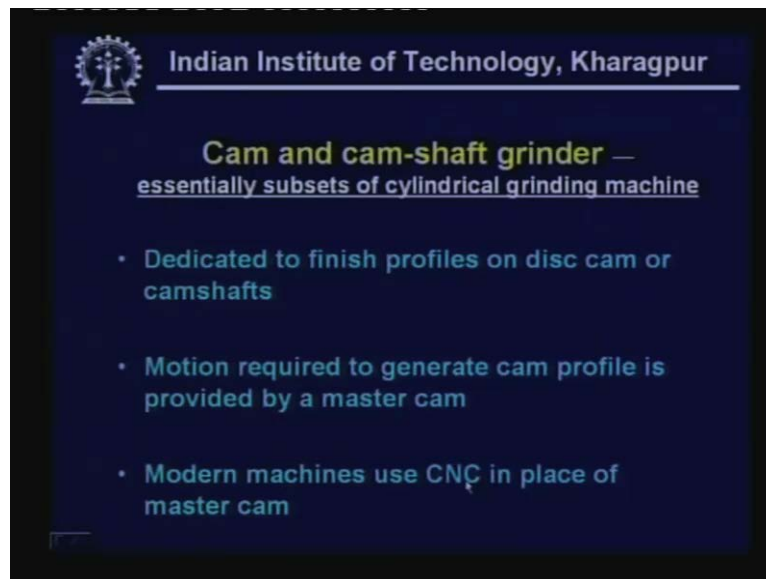 Indian Institute of Technology, Kharagpur
Cam and cam-shaft grinder —
essentially subsets of cylindrical grinding machine
• Dedicated to finish profiles on disc cam or
camshafts
• Motion required to generate cam profile is
provided by a master cam
• Modern machines use CNC in place of
master cam